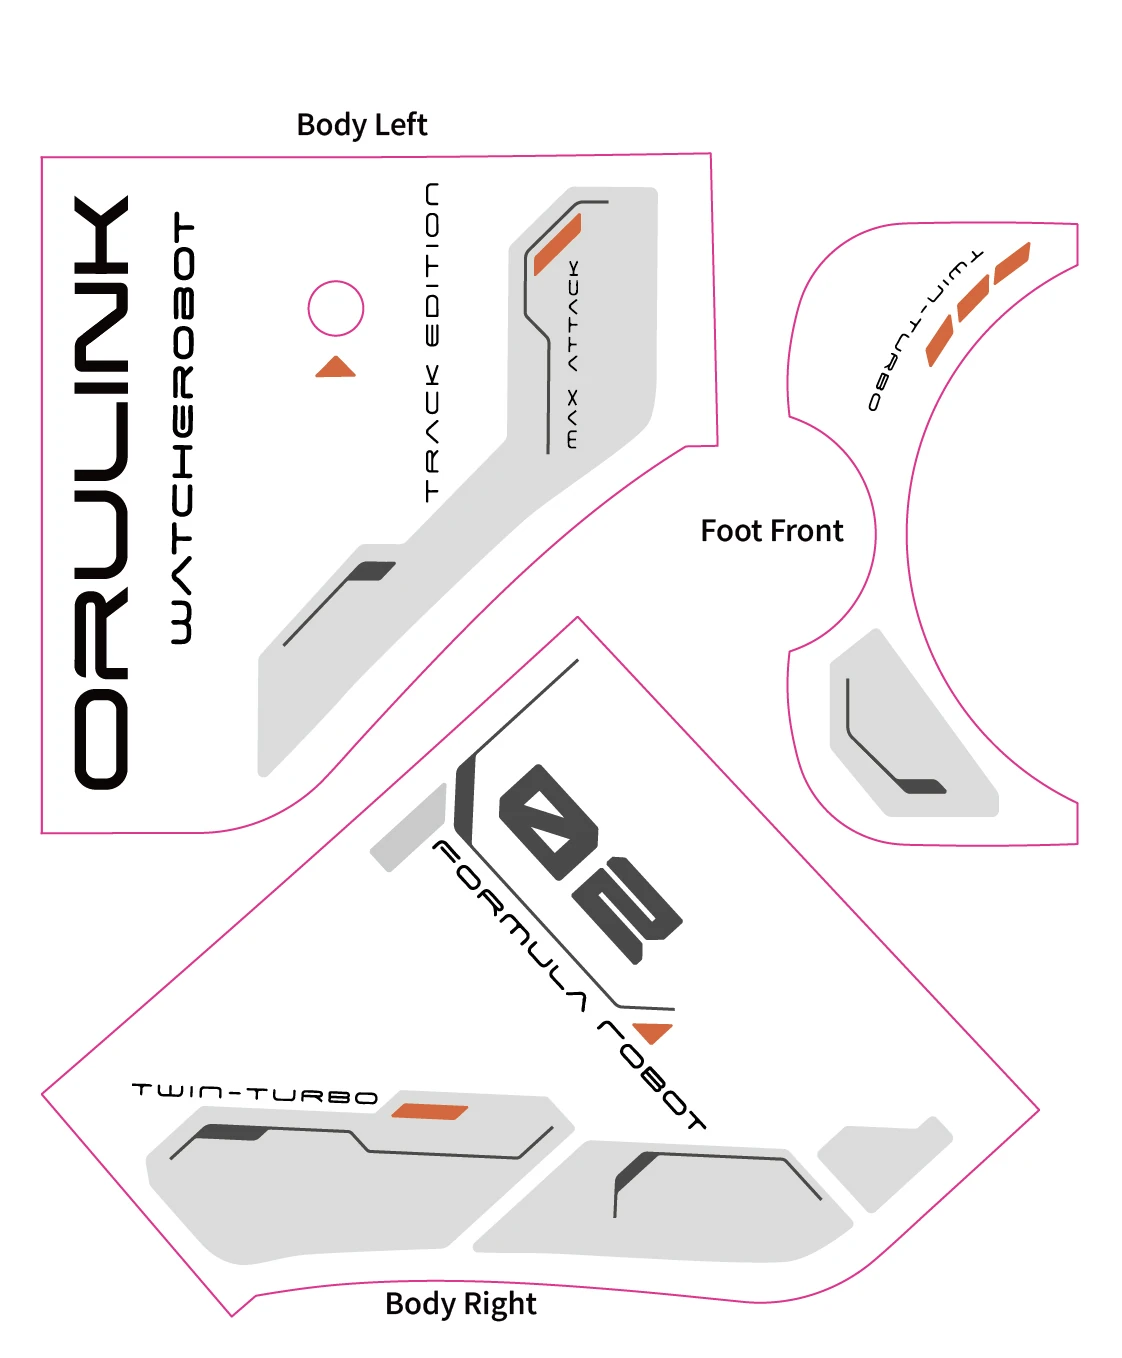 Body Left
ORULINK
WATCHEROBOT
TRACK EDITION
MAX ATTACK
TWIN-TURBO
Foot Front
02
FORMULA ROBOT
TWIN-TURBO
Body Right